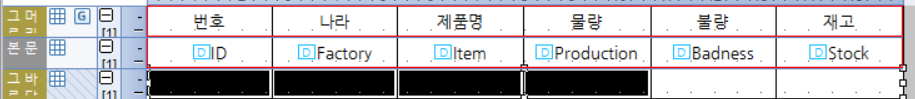 그 머 G [1] 번호 나라 제품명 물량 불량 재고
본 문 [1] D ID D Factory D Item D Production D Badness D Stock
그 바 [1]